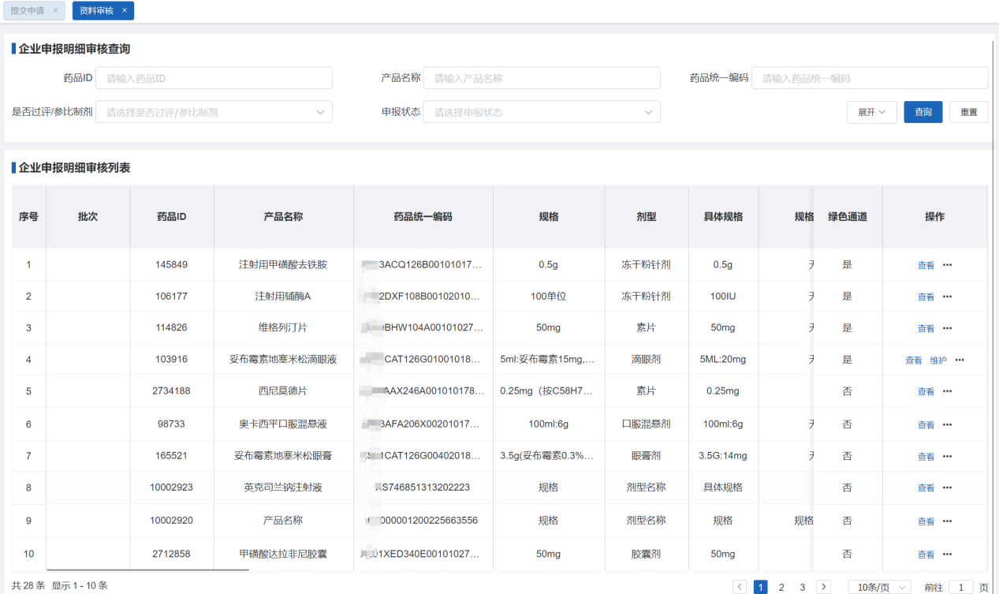 提交申请 ×
资料审核 ×
企业申报明细审核查询
药品ID 请输入药品ID 产品名称 请输入产品名称 药品统一编码 请输入药品统一编码
是否过评/参比制剂 请选择是否过评/参比制剂 申报状态 请选择申报状态 展开 查询 重置
企业申报明细审核列表
序号 批次 药品ID 产品名称 药品统一编码 规格 剂型 具体规格 规格 绿色通道 操作
1 145849 注射用甲磺酸去铁胺 3ACQ126B00101017... 0.5g 冻干粉针剂 0.5g 是 查看 •••
2 106177 注射用辅酶A 2DXF108B00102010... 100单位 冻干粉针剂 100IU 是 查看 •••
3 114826 维格列汀片 BHW104A00101027... 50mg 素片 50mg 是 查看 •••
4 103916 妥布霉素地塞米松滴眼液 CAT126G01001018... 5ml:妥布霉素15mg,... 滴眼剂 5ML:20mg 是 查看 维护 •••
5 2734188 西尼莫德片 AAX246A001010178... 0.25mg（按C58H7... 素片 0.25mg 否 查看 •••
6 98733 奥卡西平口服混悬液 3AFA206X00201017... 100ml:6g 口服混悬剂 100ml:6g 否 查看 •••
7 165521 妥布霉素地塞米松眼膏 1CAT126G00402018... 3.5g(妥布霉素0.3%... 眼膏剂 3.5G:14mg 否 查看 •••
8 10002923 英克司兰钠注射液 S746851313202223 规格 剂型名称 具体规格 否 查看 •••
9 10002920 产品名称 000001200225663556 规格 剂型名称 规格 规格 否 查看 •••
10 2712858 甲磺酸达拉非尼胶囊 01XED340E00101027... 50mg 胶囊剂 50mg 否 查看 •••
共 28 条 显示 1 - 10 条 1 2 3 10条/页 前往 1 页